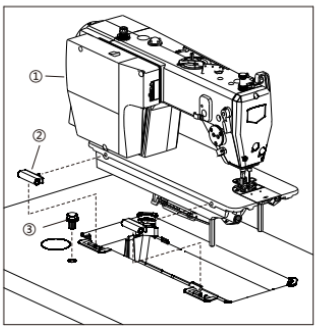 ①
②
③